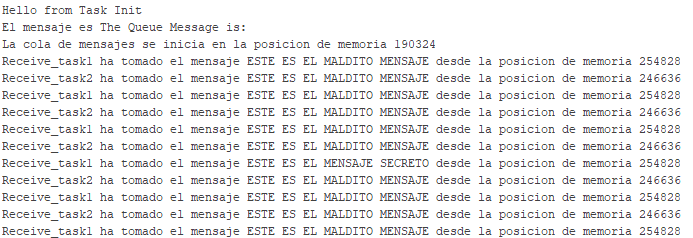 Hello from Task Init
El mensaje es The Queue Message is:
La cola de mensajes se inicia en la posicion de memoria 190324
Receive_task1 ha tomado el mensaje ESTE ES EL MALDITO MENSAJE desde la posicion de memoria 254828
Receive_task2 ha tomado el mensaje ESTE ES EL MALDITO MENSAJE desde la posicion de memoria 246636
Receive_task1 ha tomado el mensaje ESTE ES EL MALDITO MENSAJE desde la posicion de memoria 254828
Receive_task2 ha tomado el mensaje ESTE ES EL MALDITO MENSAJE desde la posicion de memoria 246636
Receive_task1 ha tomado el mensaje ESTE ES EL MALDITO MENSAJE desde la posicion de memoria 254828
Receive_task2 ha tomado el mensaje ESTE ES EL MALDITO MENSAJE desde la posicion de memoria 246636
Receive_task1 ha tomado el mensaje ESTE ES EL MENSAJE SECRETO desde la posicion de memoria 254828
Receive_task2 ha tomado el mensaje ESTE ES EL MALDITO MENSAJE desde la posicion de memoria 246636
Receive_task1 ha tomado el mensaje ESTE ES EL MALDITO MENSAJE desde la posicion de memoria 254828
Receive_task2 ha tomado el mensaje ESTE ES EL MALDITO MENSAJE desde la posicion de memoria 246636
Receive_task1 ha tomado el mensaje ESTE ES EL MALDITO MENSAJE desde la posicion de memoria 254828